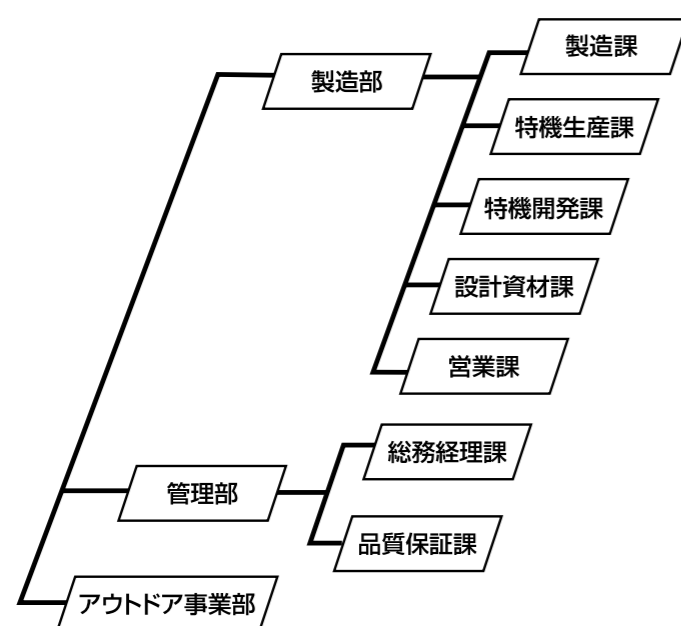 製造部
製造課
特機生産課
特機開発課
設計資材課
営業課
管理部
総務経理課
品質保証課
アウトドア事業部